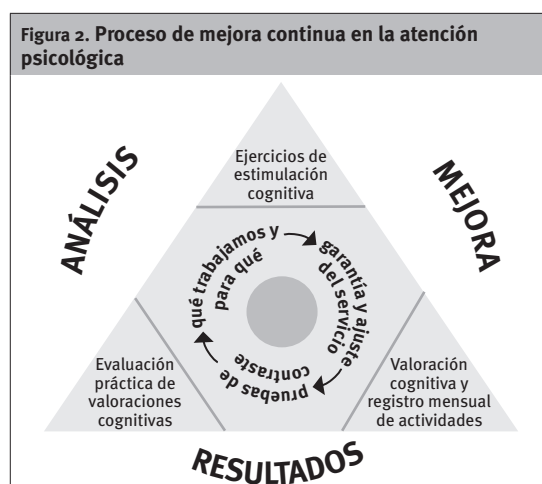 Figura 2. Proceso de mejora continua en la atención
psicológica
ANÁLISIS
MEJORA
Ejercicios de
estimulación
cognitiva
qué trabajamos y
para qué
garantía y ajuste
del servicio
pruebas de
contraste
Evaluación
práctica de
valoraciones
cognitivas
Valoración
cognitiva y
registro mensual
de actividades
RESULTADOS